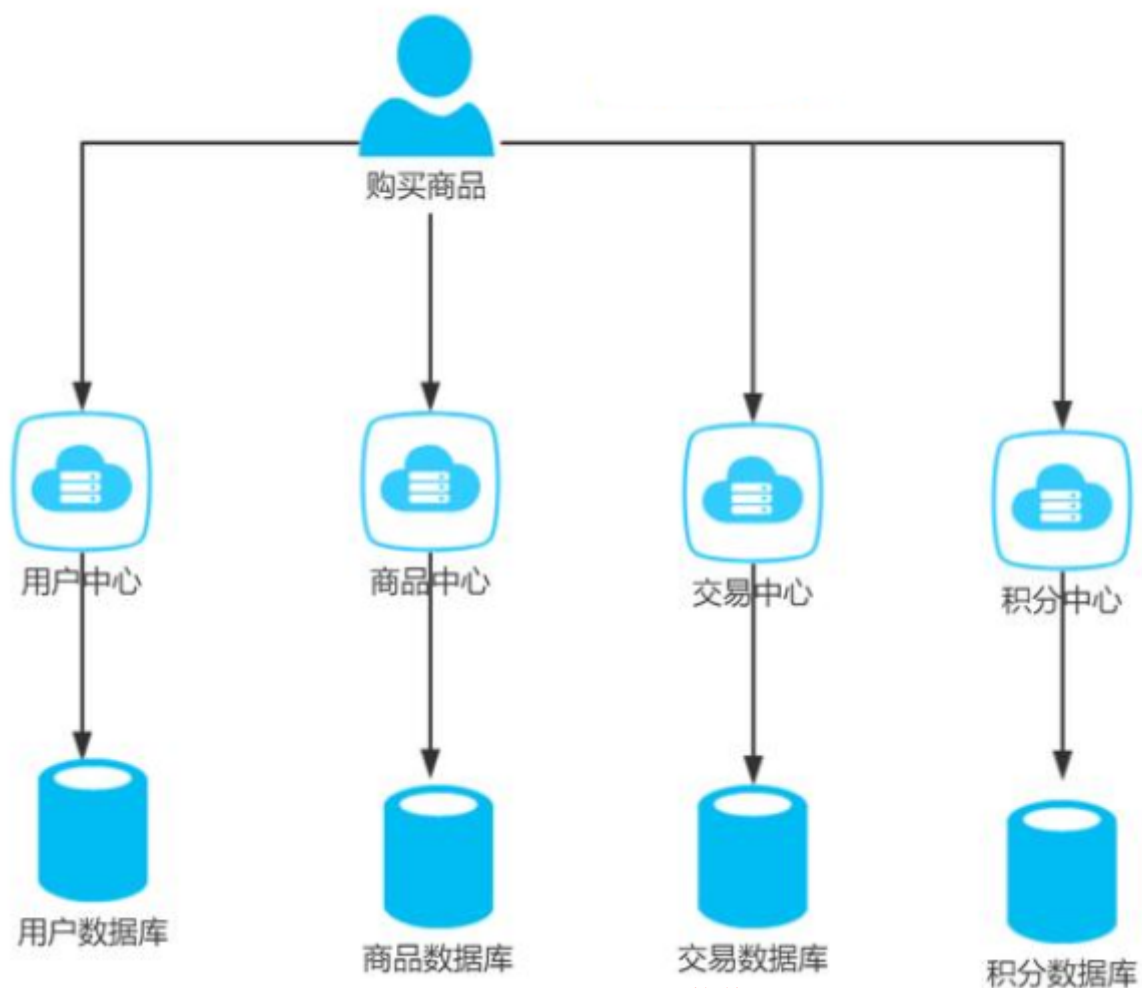 购买商品
用户中心
商品中心
交易中心
积分中心
用户数据库
商品数据库
交易数据库
积分数据库